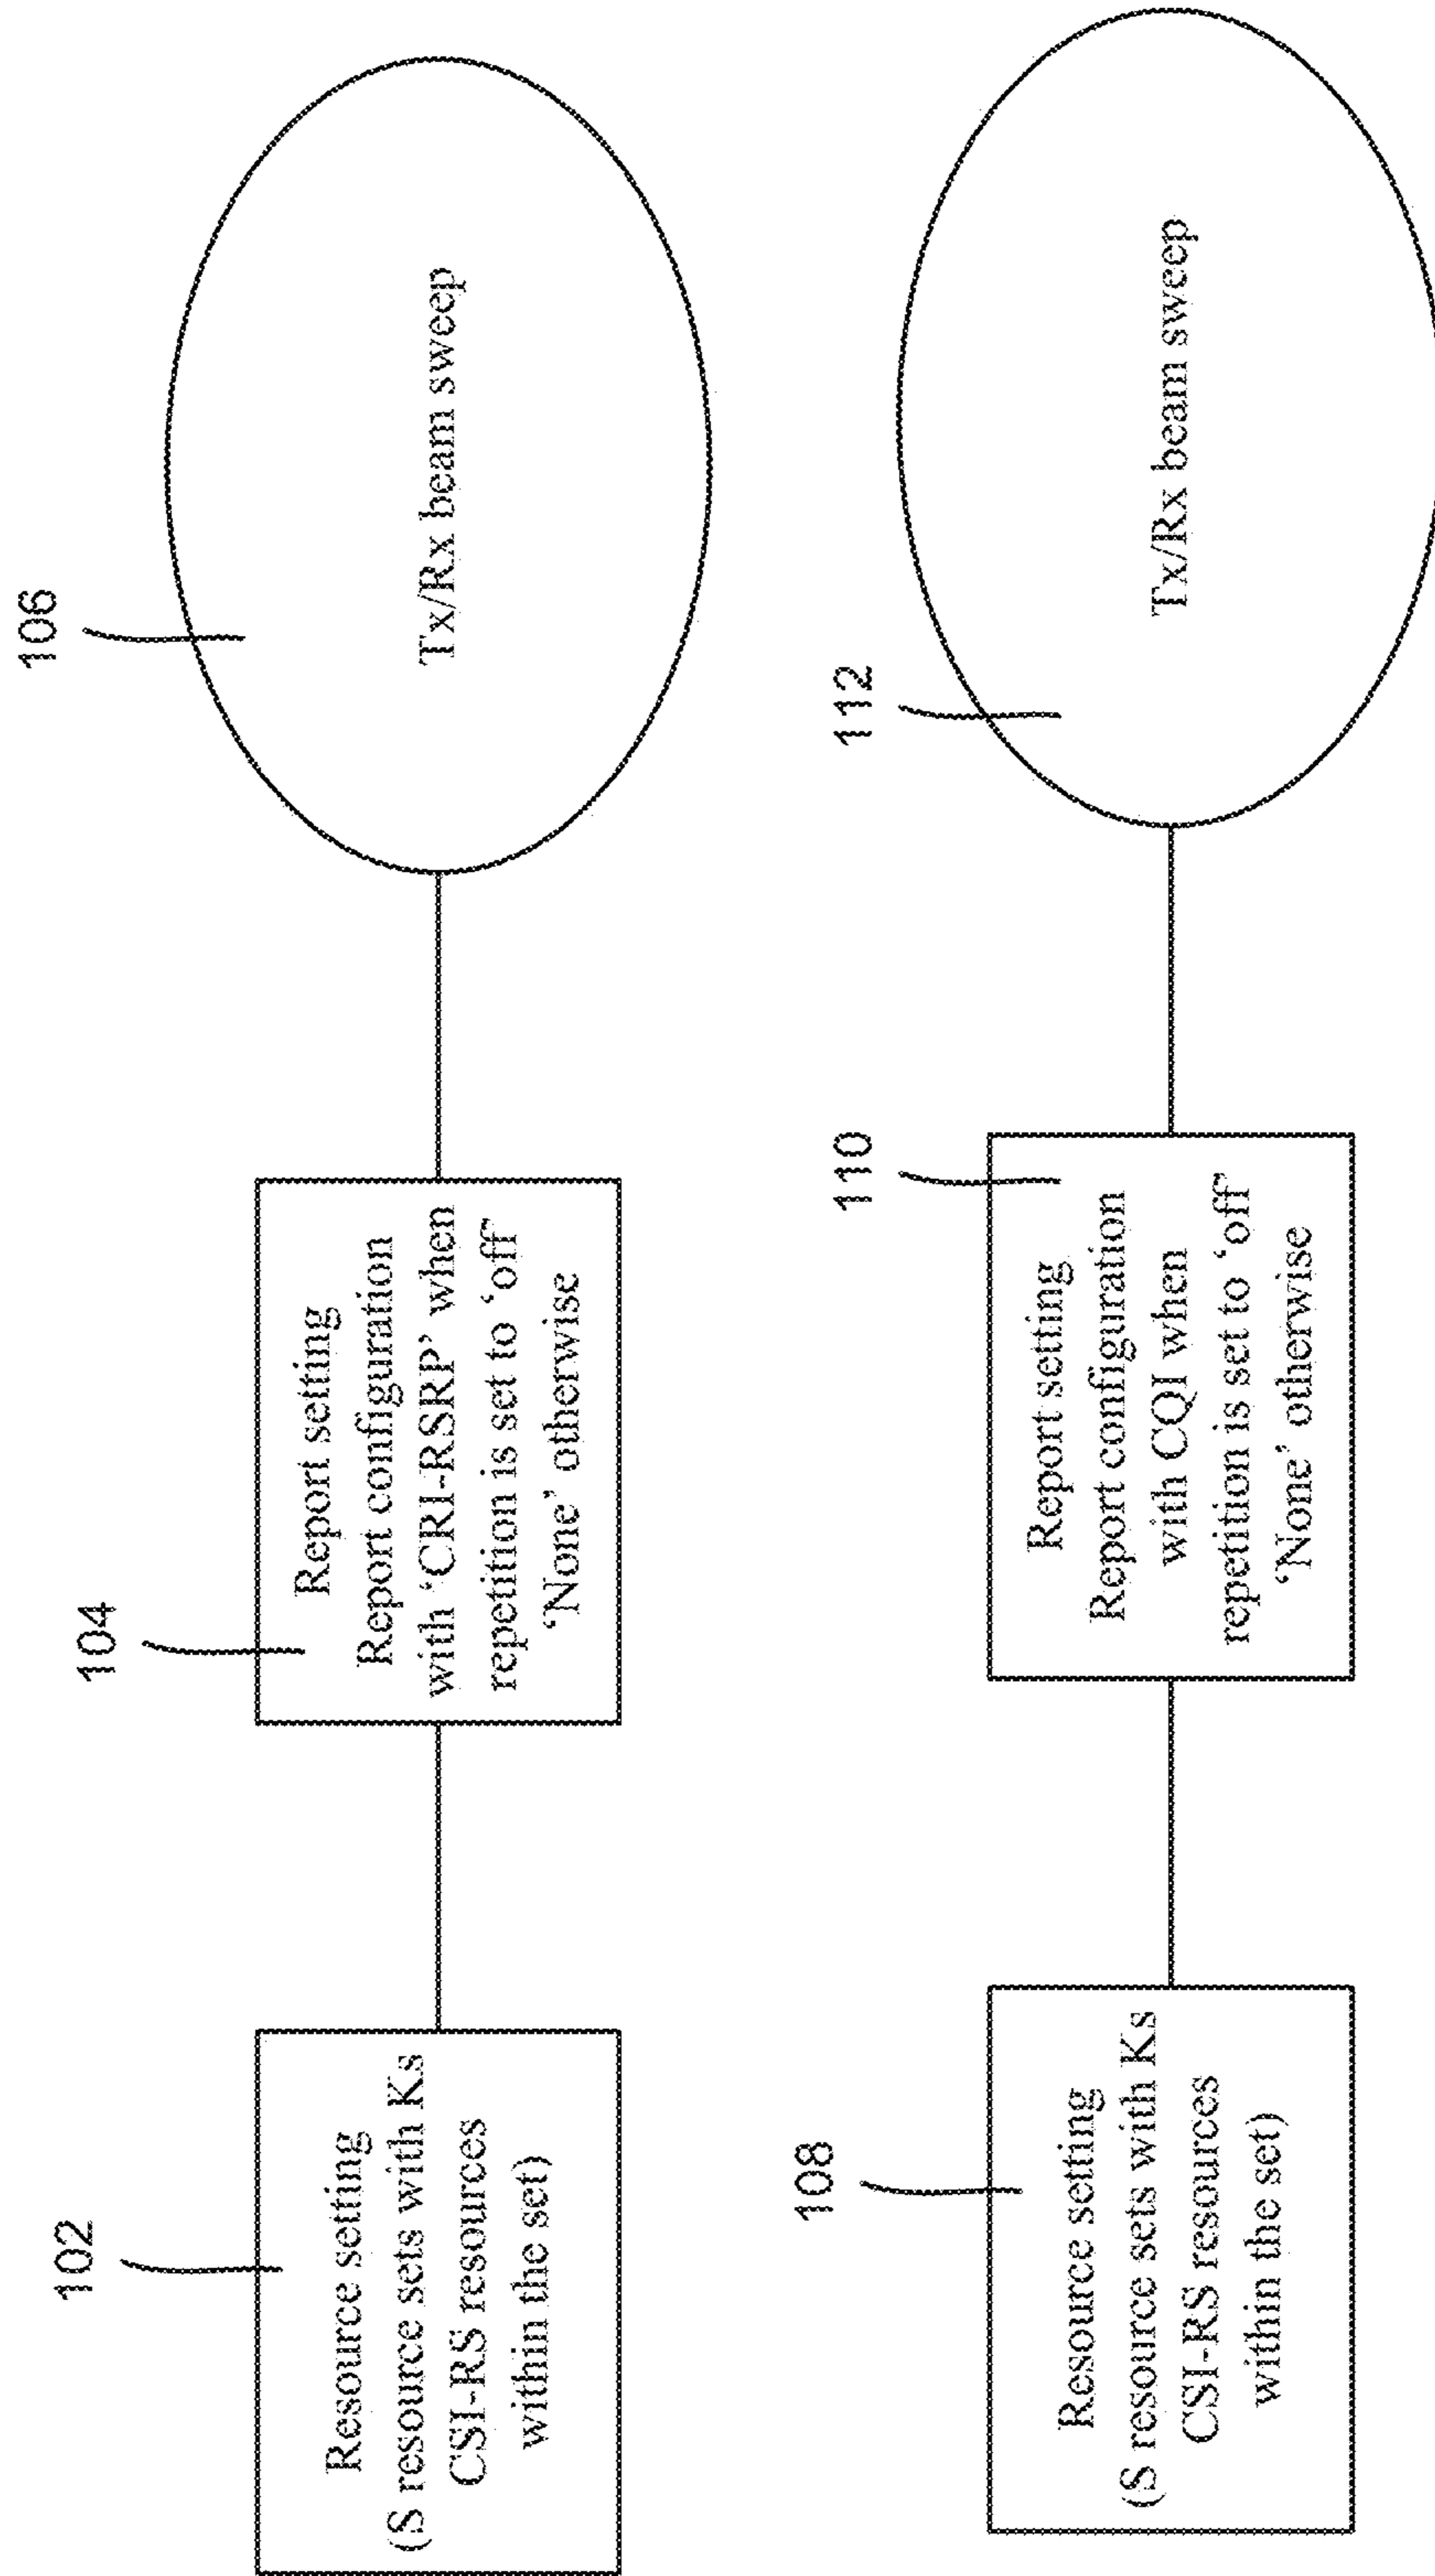 102
Resource setting
(S resource sets with Ks
CSI-RS resources
within the set)
104
Report setting
Report configuration
with ‘CRI-RSRP’ when
repetition is set to ‘off’
‘None’ otherwise
106
Tx/Rx beam sweep
108
Resource setting
(S resource sets with Ks
CSI-RS resources
within the set)
110
Report setting
Report configuration
with CQI when
repetition is set to ‘off’
‘None’ otherwise
112
Tx/Rx beam sweep